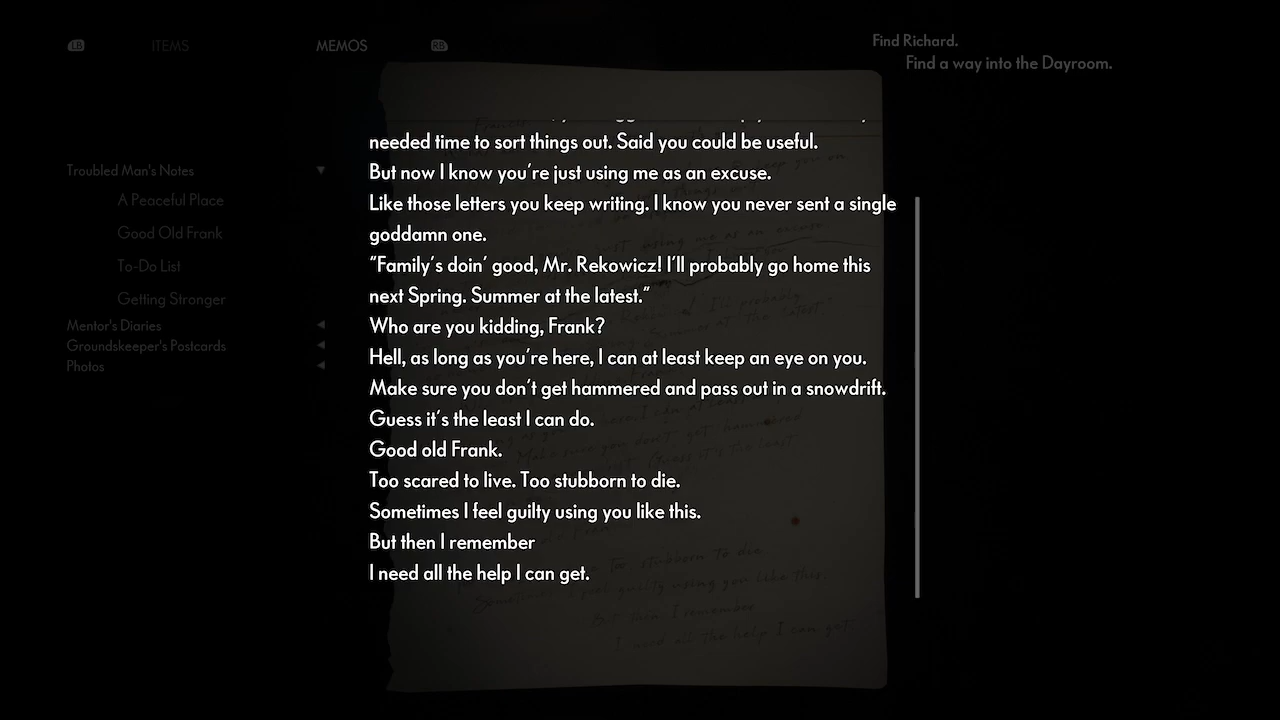 LB
ITEMS
MEMOS
RB
Find Richard.
Find a way into the Dayroom.
Troubled Man's Notes
A Peaceful Place
Good Old Frank
To-Do List
Getting Stronger
Mentor's Diaries
Groundskeeper's Postcards
Photos
needed time to sort things out. Said you could be useful.
But now I know you're just using me as an excuse.
Like those letters you keep writing. I know you never sent a single
goddamn one.
"Family's doin' good, Mr. Rekowicz! I'll probably go home this
next Spring. Summer at the latest."
Who are you kidding, Frank?
Hell, as long as you're here, I can at least keep an eye on you.
Make sure you don't get hammered and pass out in a snowdrift.
Guess it's the least I can do.
Good old Frank.
Too scared to live. Too stubborn to die.
Sometimes I feel guilty using you like this.
But then I remember
I need all the help I can get.